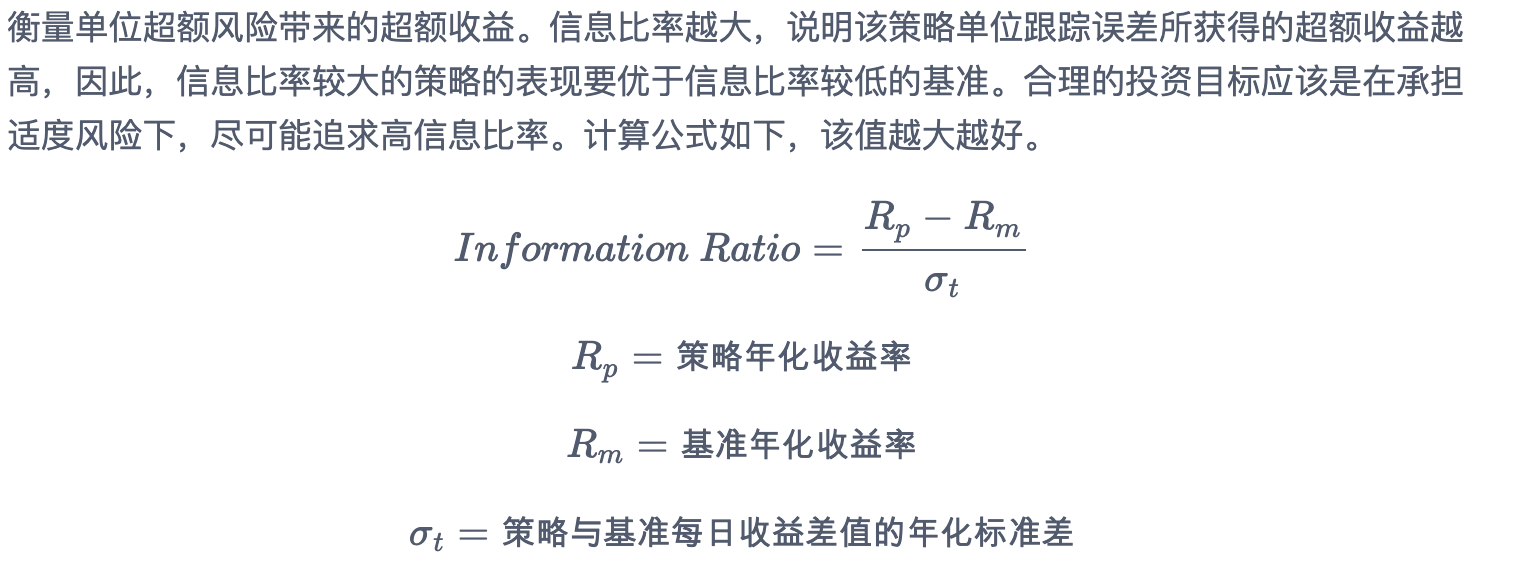 衡量单位超额风险带来的超额收益。信息比率越大，说明该策略单位跟踪误差所获得的超额收益越
高，因此，信息比率较大的策略的表现要优于信息比率较低的基准。合理的投资目标应该是在承担
适度风险下，尽可能追求高信息比率。计算公式如下，该值越大越好。
Information Ratio = \frac{R_p - R_m}{σ_t}
R_p = 策略年化收益率
R_m = 基准年化收益率
σ_t = 策略与基准每日收益差值的年化标准差